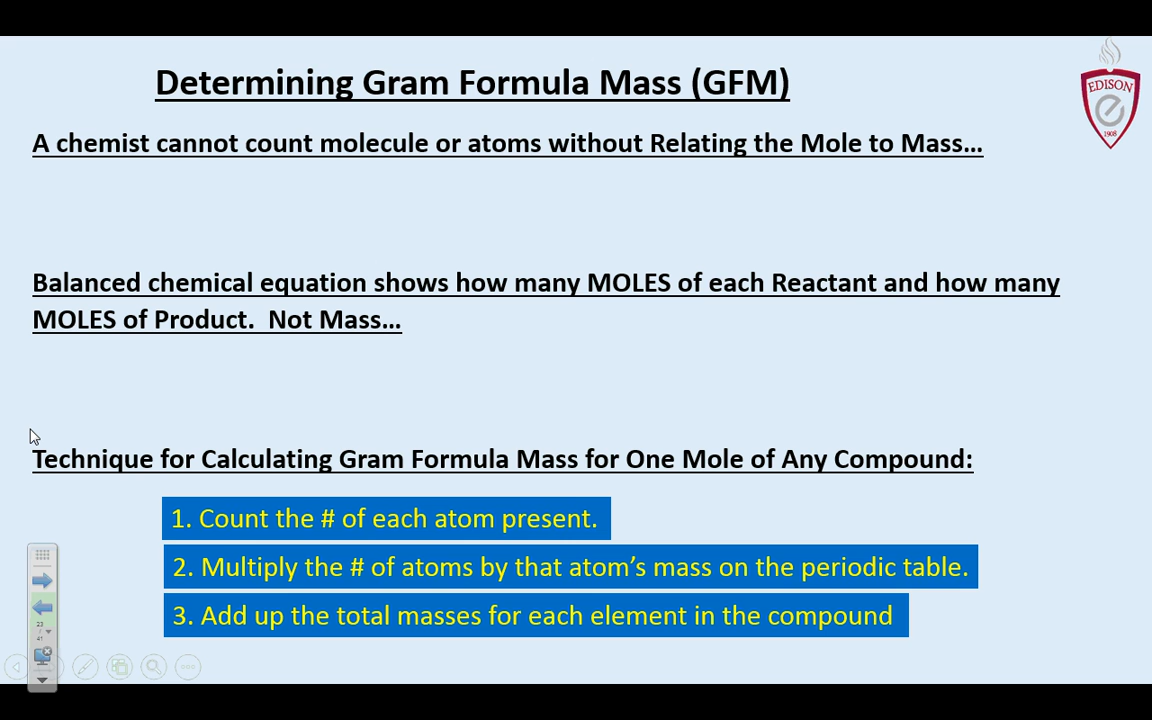 Determining Gram Formula Mass (GFM)
EDISON
e
1908
A chemist cannot count molecule or atoms without Relating the Mole to Mass…
Balanced chemical equation shows how many MOLES of each Reactant and how many
MOLES of Product.  Not Mass…
Technique for Calculating Gram Formula Mass for One Mole of Any Compound:
1. Count the # of each atom present.
2. Multiply the # of atoms by that atom’s mass on the periodic table.
3. Add up the total masses for each element in the compound
23
/
41